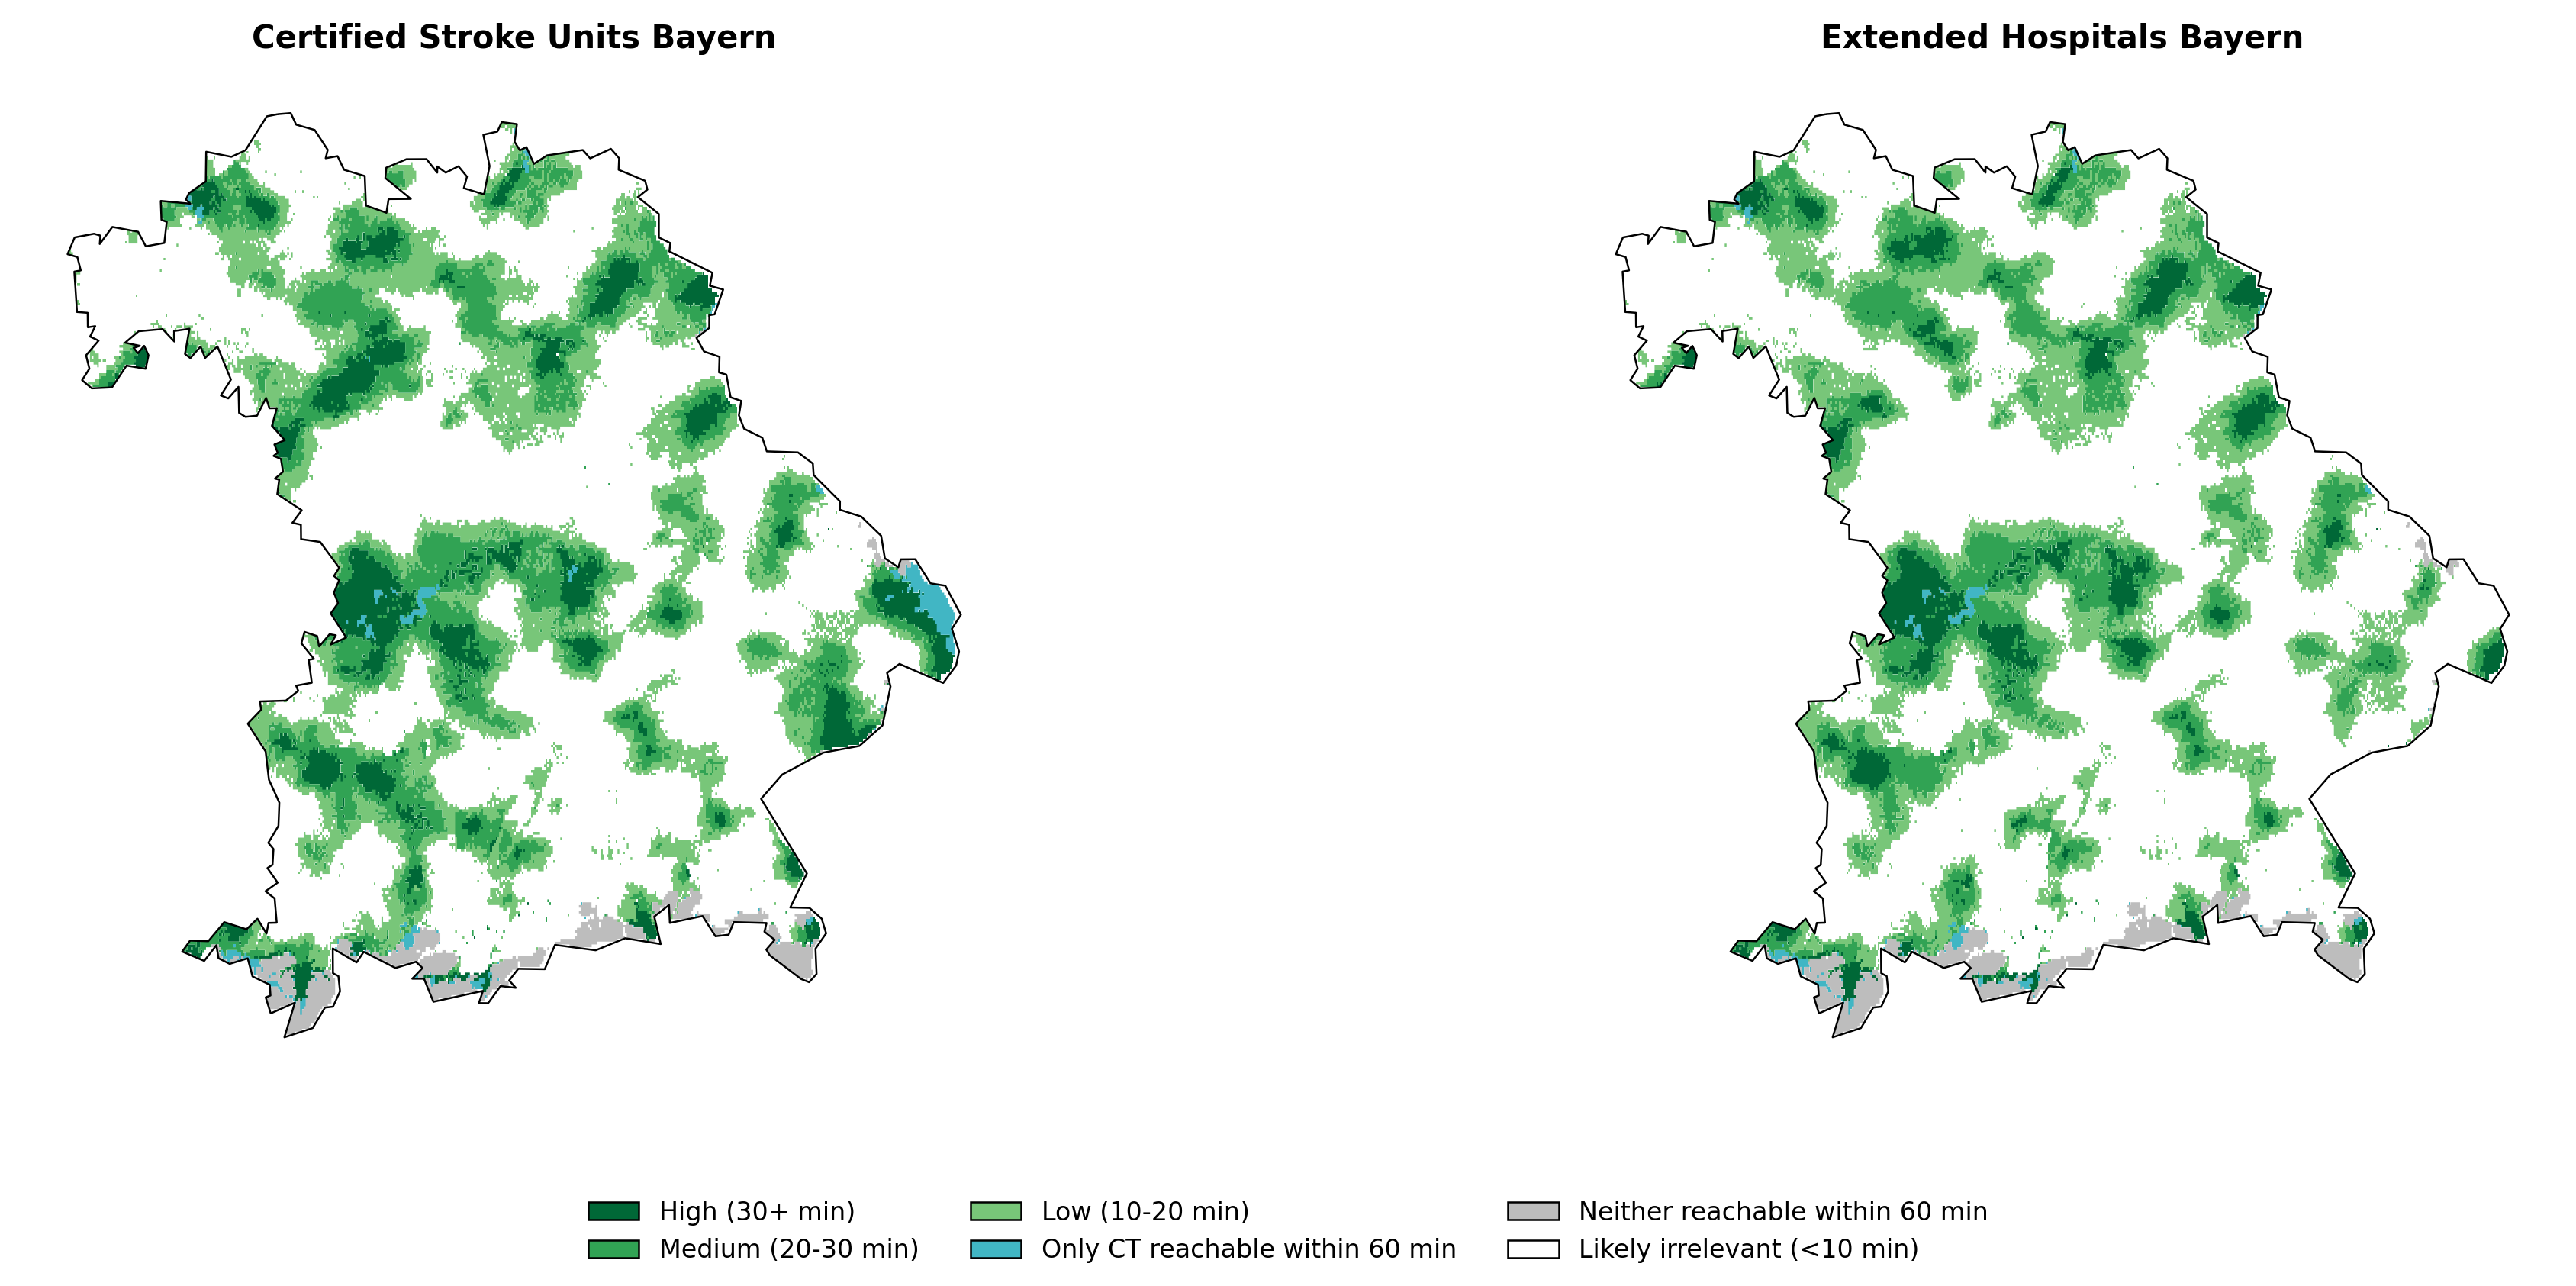 Certified Stroke Units Bayern
Extended Hospitals Bayern
High (30+ min)
Medium (20-30 min)
Low (10-20 min)
Only CT reachable within 60 min
Neither reachable within 60 min
Likely irrelevant (<10 min)